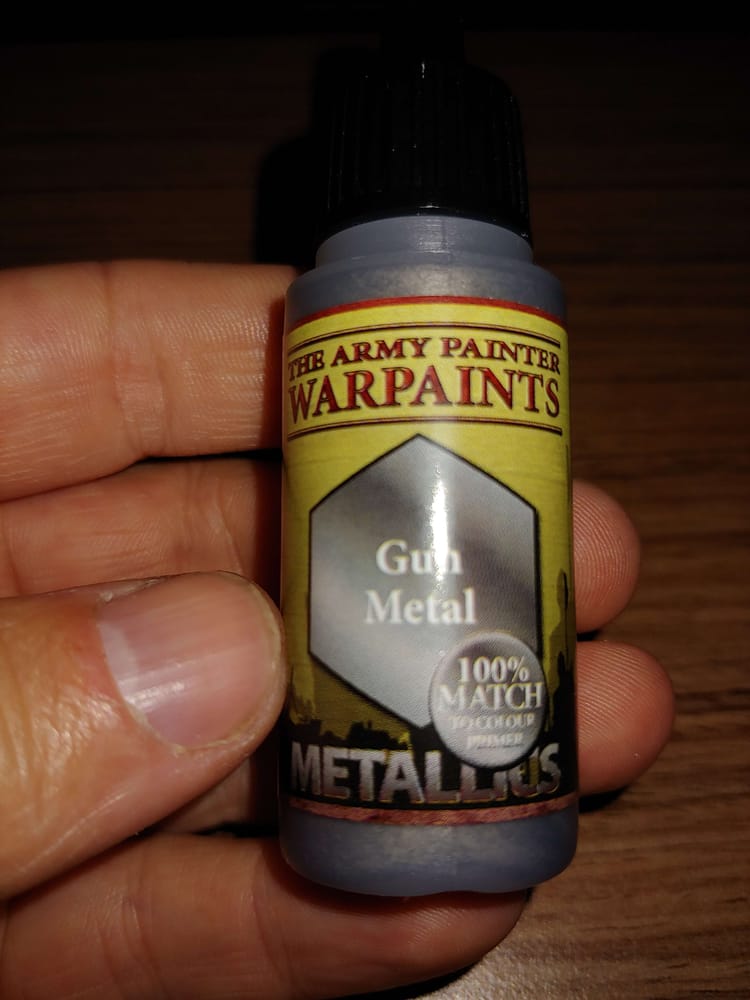 THE ARMY PAINTER
WARPAINTS
Gun
Metal
100%
MATCH
TO COLOUR
PRIMER
METALLICS